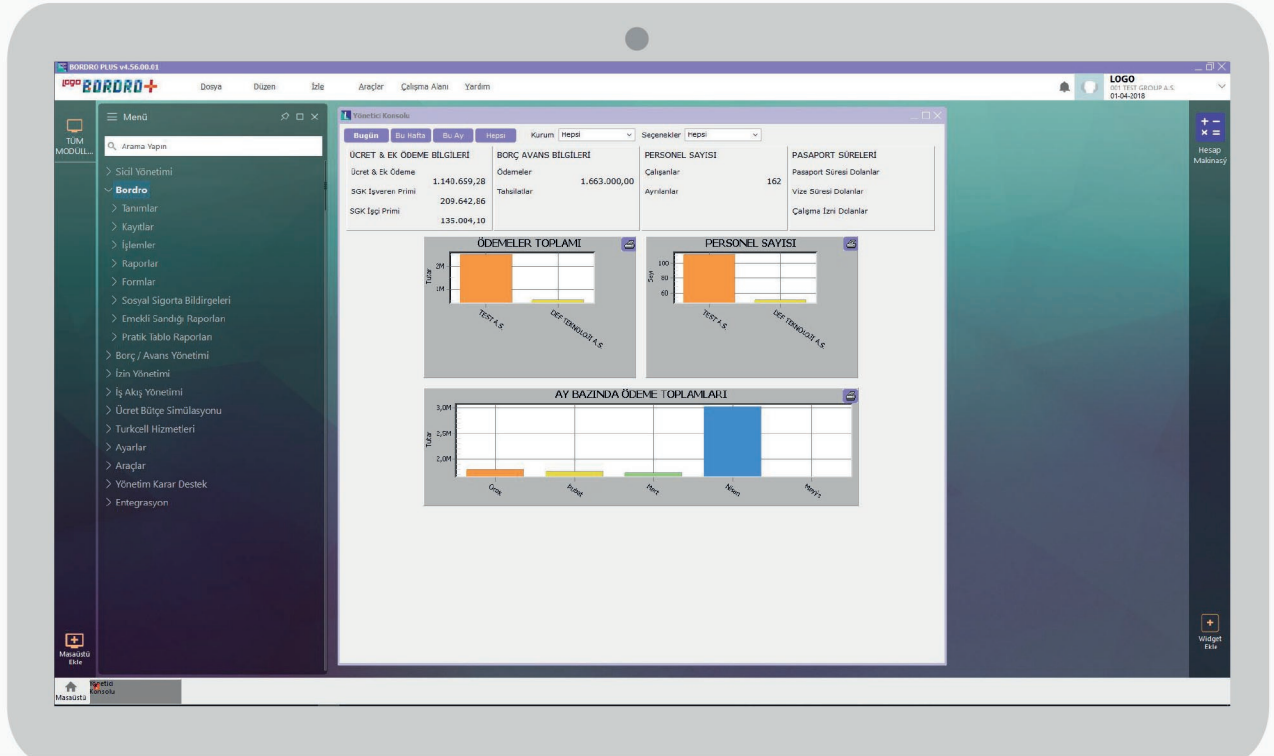 BORDRO PLUS v4.56.00.01
LOGO BORDRO+
Dosya Düzen İzle Araçlar Çalışma Alanı Yardım
LOGO
001 TEST GROUP A.S.
01-04-2018
TÜM
MODÜLL...
Menü
Arama Yapın
Sicil Yönetimi
Bordro
Tanımlar
Kayıtlar
İşlemler
Raporlar
Formlar
Sosyal Sigorta Bildirgeleri
Emekli Sandığı Raporları
Pratik Tablo Raporları
Borç / Avans Yönetimi
İzin Yönetimi
İş Akış Yönetimi
Ücret Bütçe Simülasyonu
Turkcell Hizmetleri
Ayarlar
Araçlar
Yönetim Karar Destek
Entegrasyon
Masaüstü
Ekle
Yönetici Konsolu
Bugün Bu Hafta Bu Ay Hepsi Kurum Hepsi Seçenekler Hepsi
ÜCRET & EK ÖDEME BİLGİLERİ
Ücret & Ek Ödeme
1.140.659,28
SGK İşveren Primi
209.642,86
SGK İşçi Primi
135.004,10
BORÇ AVANS BİLGİLERİ
Ödemeler
1.663.000,00
Tahsilatlar
PERSONEL SAYISI
Çalışanlar
162
Ayrılanlar
PASAPORT SÜRELERİ
Pasaport Süresi Dolanlar
Vize Süresi Dolanlar
Çalışma İzni Dolanlar
ÖDEMELER TOPLAMI
Tutar
2M
1M
TEST A.S. DEF TEKNOLOJİ A.S.
PERSONEL SAYISI
Sayı
100
80
60
TEST A.S. DEF TEKNOLOJİ A.S.
AY BAZINDA ÖDEME TOPLAMLARI
Tutar
3,0M
2,5M
2,0M
Ocak Şubat Mart Nisan Mayıs
Hesap
Makinasý
Widget
Ekle
Masaüstü
Yönetici
Konsolu